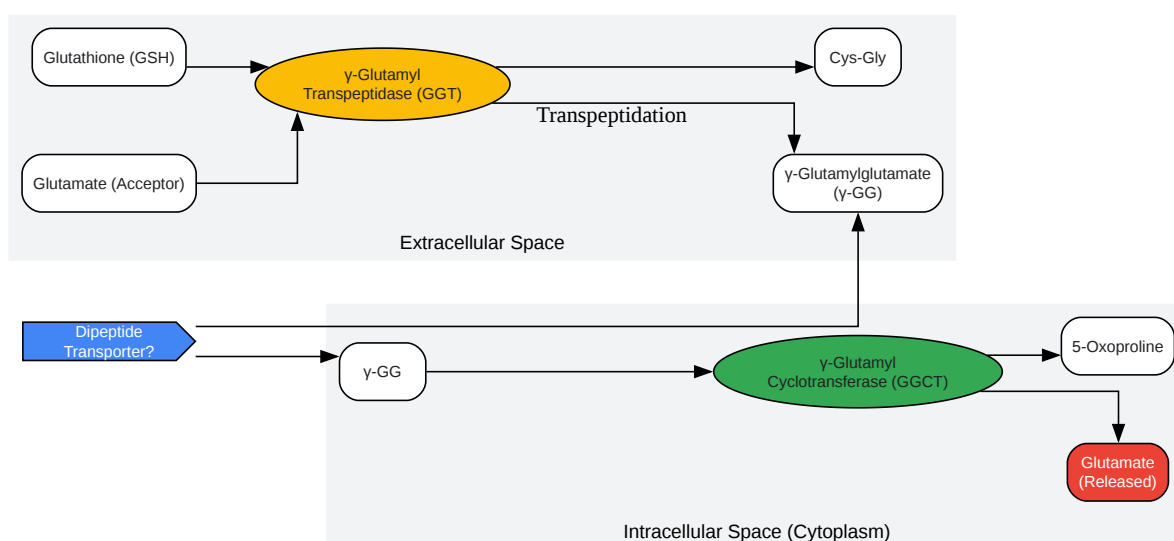 Glutathione (GSH)
γ-Glutamyl
Transpeptidase (GGT)
Cys-Gly
Transpeptidation
Glutamate (Acceptor)
γ-Glutamylglutamate
(γ-GG)
Extracellular Space
Dipeptide
Transporter?
γ-GG
γ-Glutamyl
Cyclotransferase (GGCT)
5-Oxoproline
Glutamate
(Released)
Intracellular Space (Cytoplasm)